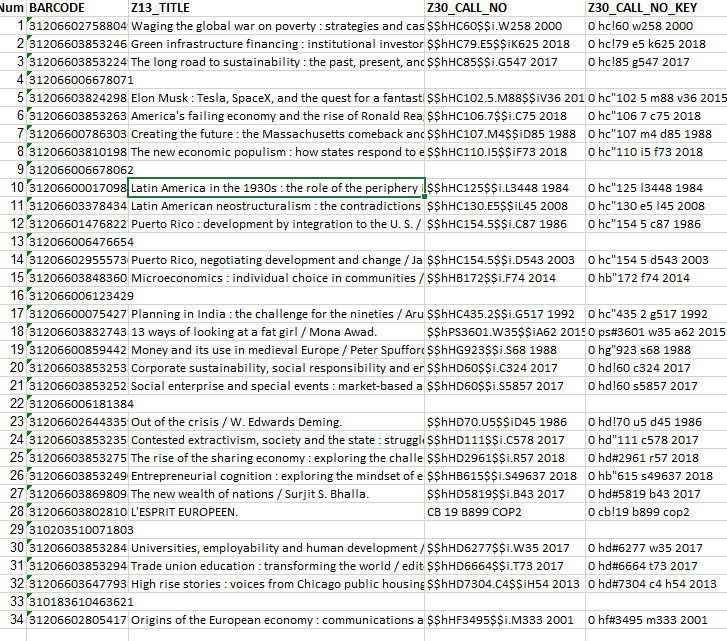 Num BARCODE Z13_TITLE Z30_CALL_NO Z30_CALL_NO_KEY
1 31206602758804 Waging the global war on poverty : strategies and cas $$hHC60$$i.W258 2000 0 hc!60 w258 2000
2 31206603853246 Green infrastructure financing : institutional investor $$hHC79.E5$$iK625 2018 0 hc!79 e5 k625 2018
3 31206603853224 The long road to sustainability : the past, present, and $$hHC85$$i.G547 2017 0 hc!85 g547 2017
4 312066006678071
5 31206603824298 Elon Musk : Tesla, SpaceX, and the quest for a fantast $$hHC102.5.M88$$iV36 201 0 hc"102 5 m88 v36 2015
6 31206603853263 America's failing economy and the rise of Ronald Rea $$hHC106.7$$i.C75 2018 0 hc"106 7 c75 2018
7 31206600786303 Creating the future : the Massachusetts comeback and $$hHC107.M4$$iD85 1988 0 hc"107 m4 d85 1988
8 31206603810198 The new economic populism : how states respond to e $$hHC110.I5$$iF73 2018 0 hc"110 i5 f73 2018
9 312066006678062
10 31206600017098 Latin America in the 1930s : the role of the periphery i $$hHC125$$i.L3448 1984 0 hc"125 l3448 1984
11 31206603378434 Latin American neostructuralism : the contradictions $$hHC130.E5$$iL45 2008 0 hc"130 e5 l45 2008
12 31206601476822 Puerto Rico : development by integration to the U. S. / $$hHC154.5$$i.C87 1986 0 hc"154 5 c87 1986
13 312066006476654
14 31206602955573 Puerto Rico, negotiating development and change / Ja $$hHC154.5$$i.D543 2003 0 hc"154 5 d543 2003
15 31206603848360 Microeconomics : individual choice in communities / $$hHB172$$i.F74 2014 0 hb"172 f74 2014
16 312066006123429
17 31206600075427 Planning in India : the challenge for the nineties / Aru $$hHC435.2$$i.G517 1992 0 hc"435 2 g517 1992
18 31206603832743 13 ways of looking at a fat girl / Mona Awad. $$hPS3601.W35$$iA62 2015 0 ps#3601 w35 a62 2015
19 31206600859442 Money and its use in medieval Europe / Peter Spuffor $$hHG923$$i.S68 1988 0 hg"923 s68 1988
20 31206603853253 Corporate sustainability, social responsibility and en $$hHD60$$i.C324 2017 0 hd!60 c324 2017
21 31206603853252 Social enterprise and special events : market-based a $$hHD60$$i.S5857 2017 0 hd!60 s5857 2017
22 312066006181384
23 31206602644335 Out of the crisis / W. Edwards Deming. $$hHD70.U5$$iD45 1986 0 hd!70 u5 d45 1986
24 31206603853235 Contested extractivism, society and the state : struggl $$hHD111$$i.C578 2017 0 hd"111 c578 2017
25 31206603853275 The rise of the sharing economy : exploring the challe $$hHD2961$$i.R57 2018 0 hd#2961 r57 2018
26 31206603853249 Entrepreneurial cognition : exploring the mindset of e $$hHB615$$i.S49637 2018 0 hb"615 s49637 2018
27 31206603869809 The new wealth of nations / Surjit S. Bhalla. $$hHD5819$$i.B43 2017 0 hd#5819 b43 2017
28 31206603802810 L'ESPRIT EUROPEEN. CB 19 B899 COP2 0 cb!19 b899 cop2
29 310203510071803
30 31206603853284 Universities, employability and human development / $$hHD6277$$i.W35 2017 0 hd#6277 w35 2017
31 31206603853294 Trade union education : transforming the world / edit $$hHD6664$$i.T73 2017 0 hd#6664 t73 2017
32 31206603647793 High rise stories : voices from Chicago public housing $$hHD7304.C4$$iH54 2013 0 hd#7304 c4 h54 2013
33 310183610463621
34 31206602805417 Origins of the European economy : communications a $$hHF3495$$i.M333 2001 0 hf#3495 m333 2001